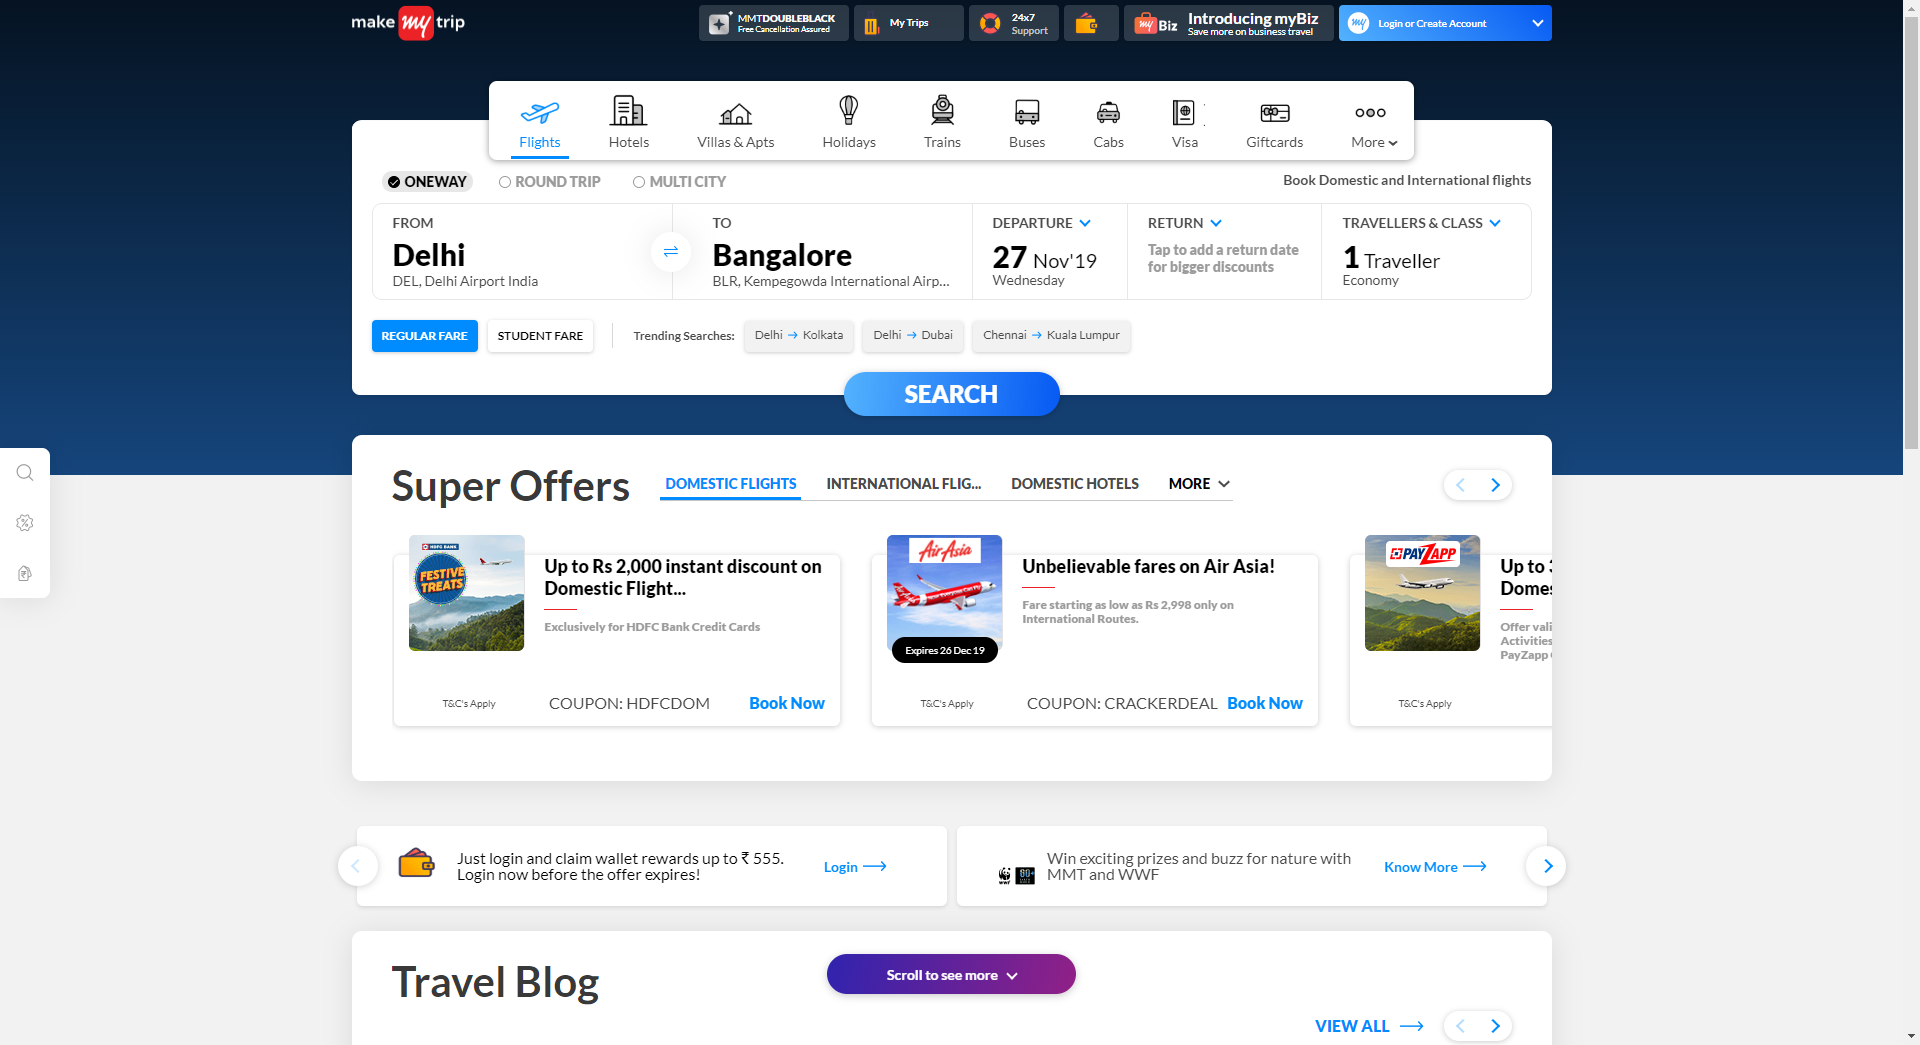 make my trip
MMTDOUBLEBLACK
Free Cancellation Assured
My Trips
24x7
Support
my Biz
Introducing myBiz
Save more on business travel
my
Login or Create Account
Flights
Hotels
Villas & Apts
Holidays
Trains
Buses
Cabs
Visa
Giftcards
More
ONEWAY
ROUND TRIP
MULTI CITY
Book Domestic and International flights
FROM
Delhi
DEL, Delhi Airport India
TO
Bangalore
BLR, Kempegowda International Airp...
DEPARTURE
27 Nov'19
Wednesday
RETURN
Tap to add a return date
for bigger discounts
TRAVELLERS & CLASS
1 Traveller
Economy
REGULAR FARE
STUDENT FARE
Trending Searches:
Delhi → Kolkata
Delhi → Dubai
Chennai → Kuala Lumpur
SEARCH
Super Offers
DOMESTIC FLIGHTS
INTERNATIONAL FLIG...
DOMESTIC HOTELS
MORE
HDFC BANK
FESTIVE
TREATS
Up to Rs 2,000 instant discount on
Domestic Flight...
Exclusively for HDFC Bank Credit Cards
T&C's Apply
COUPON: HDFCDOM
Book Now
AirAsia
Expires 26 Dec 19
Unbelievable fares on Air Asia!
Fare starting as low as Rs 2,998 only on
International Routes.
T&C's Apply
COUPON: CRACKERDEAL
Book Now
PAYZAPP
Up to
Domes
Offer vali
Activities
PayZapp
T&C's Apply
Just login and claim wallet rewards up to ₹ 555.
Login now before the offer expires!
Login
WWF
Win exciting prizes and buzz for nature with
MMT and WWF
Know More
Travel Blog
Scroll to see more
VIEW ALL